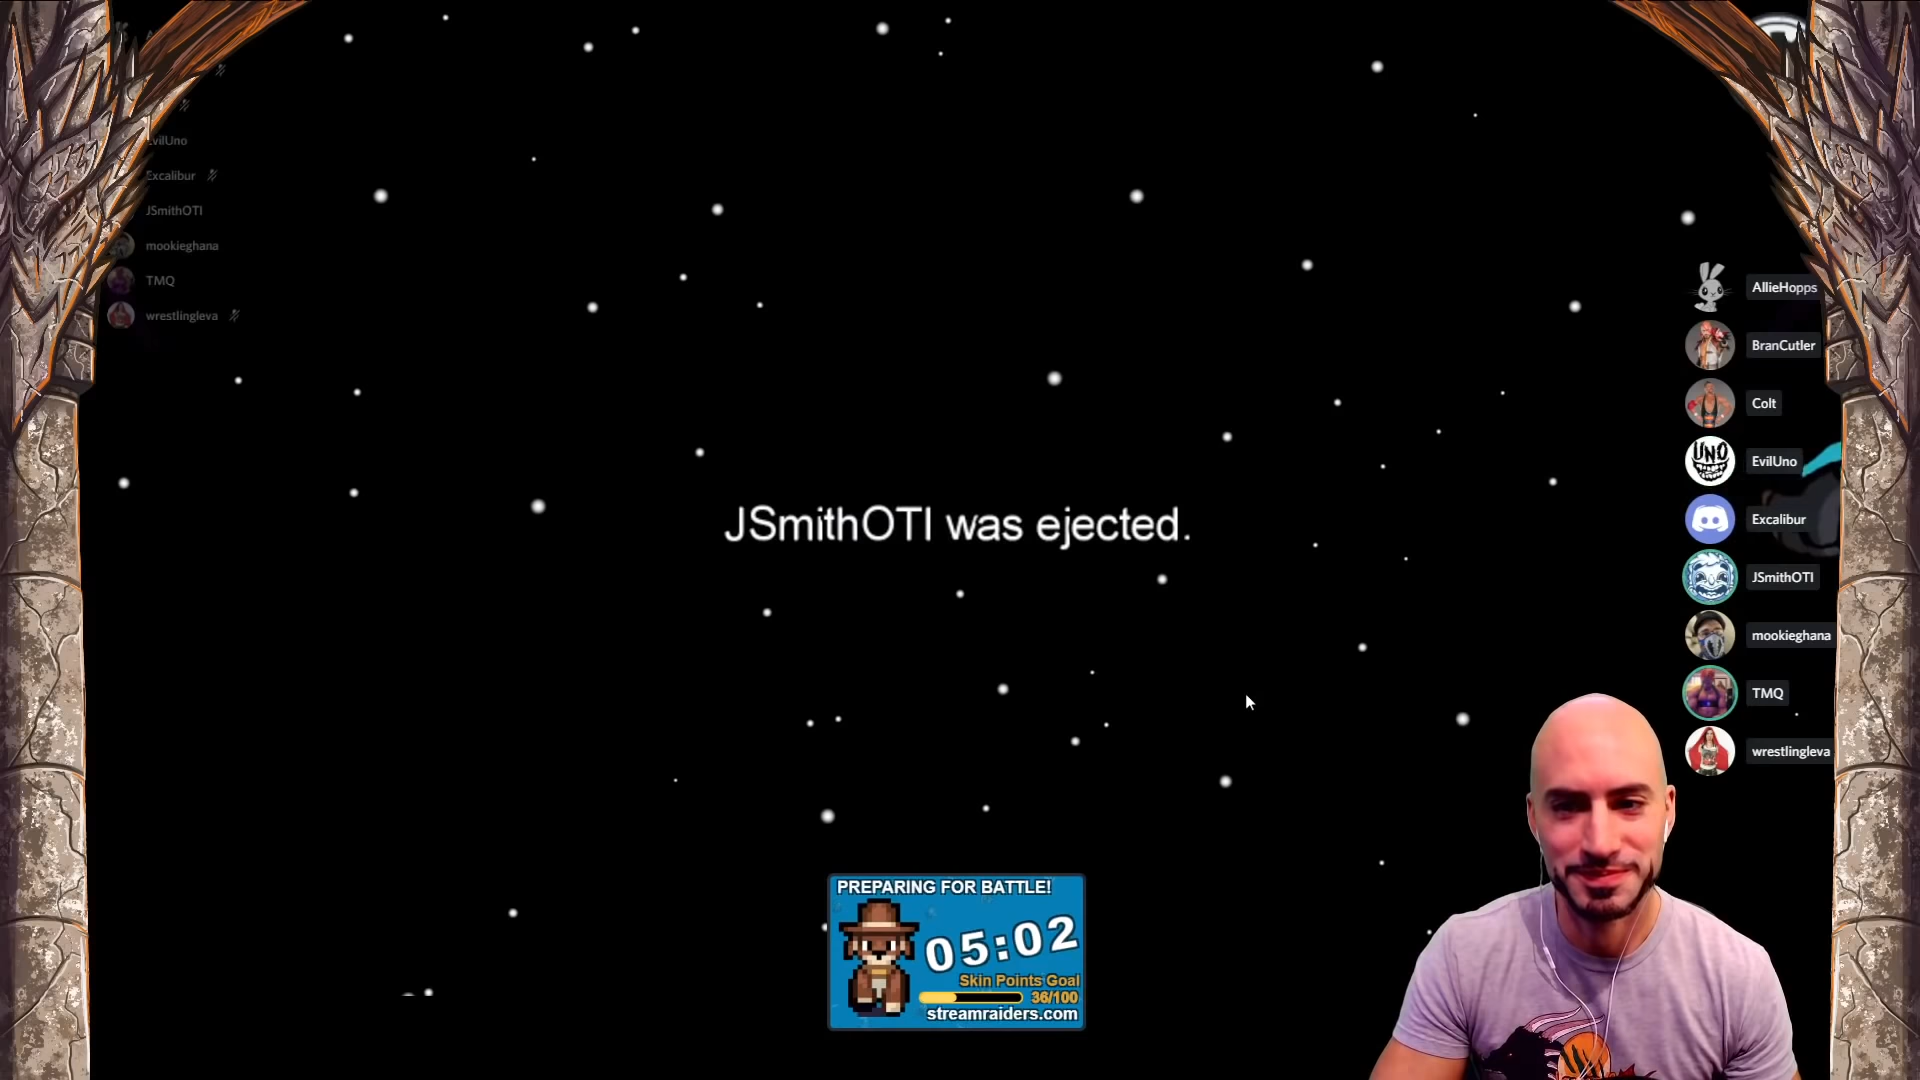 EvilUno
Excalibur
JSmithOTI
mookieghana
TMQ
wrestlingleva
JSmithOTI was ejected.
AllieHopps
BranCutler
Colt
UNO
EvilUno
Excalibur
JSmithOTI
mookieghana
TMQ
wrestlingleva
PREPARING FOR BATTLE!
05:02
Skin Points Goal
36/100
streamraiders.com